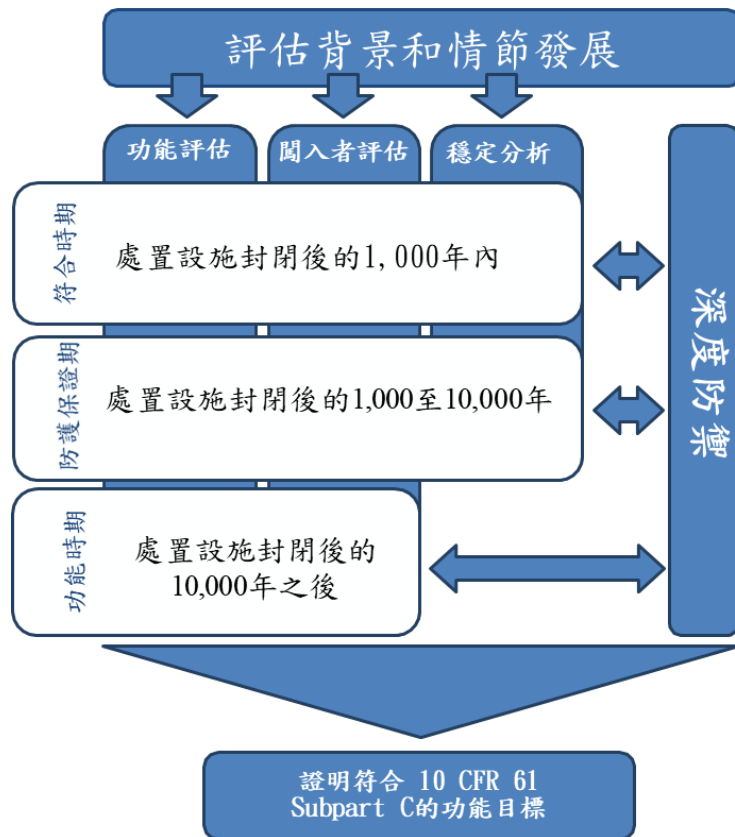 評估背景和情節發展
功能評估
闖入者評估
穩定分析
符合時期
處置設施封閉後的1,000年內
防護保證期
處置設施封閉後的1,000至10,000年
功能時期
處置設施封閉後的
10,000年之後
深度防禦
證明符合 10 CFR 61
Subpart C的功能目標